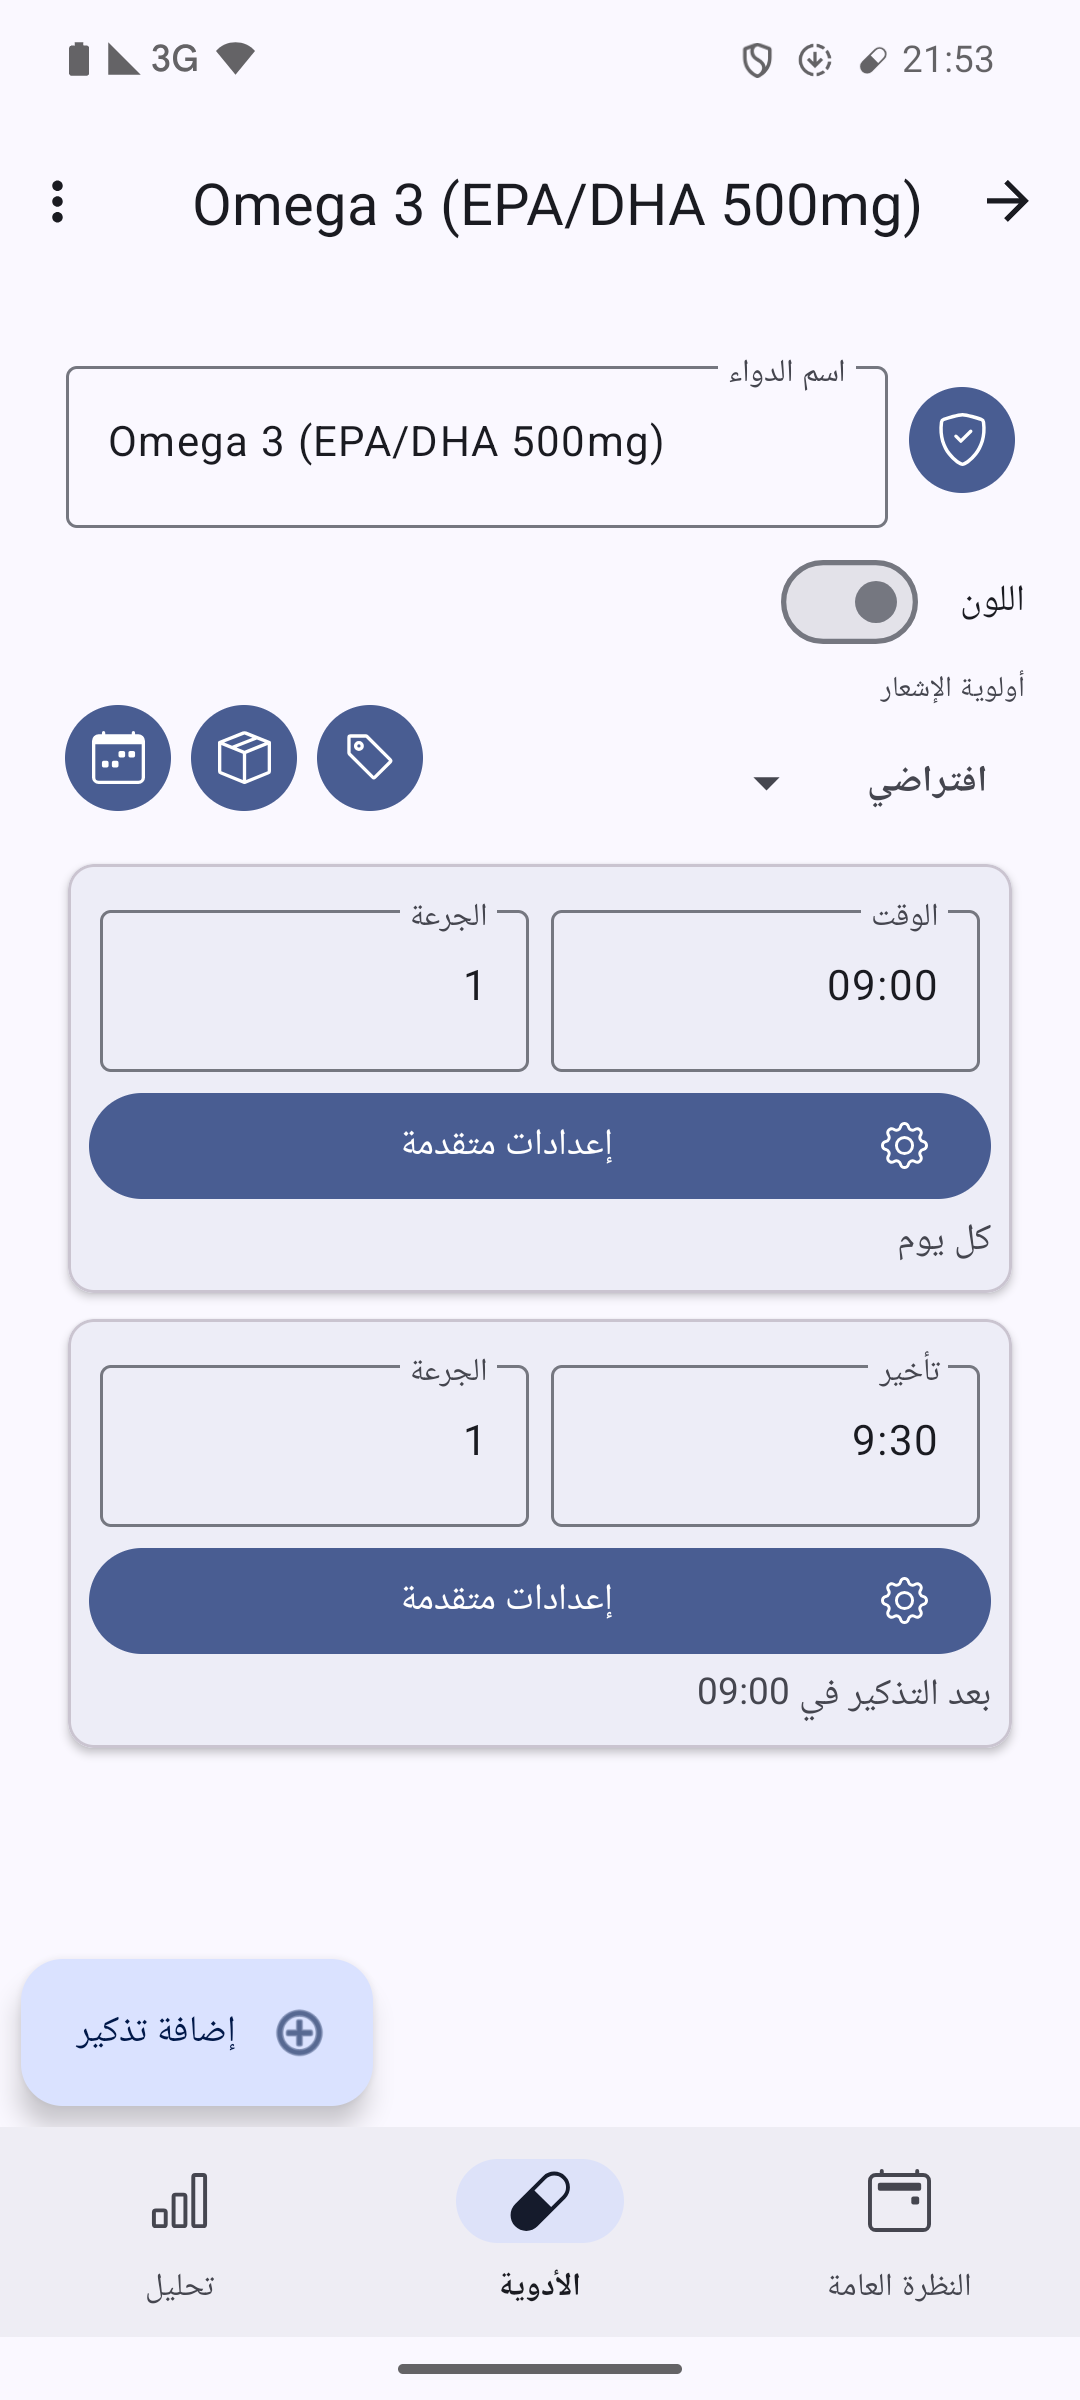 3G 21:53
Omega 3 (EPA/DHA 500mg)
اسم الدواء
Omega 3 (EPA/DHA 500mg)
اللون
أولوية الإشعار
افتراضي
الوقت
09:00
الجرعة
1
إعدادات متقدمة
كل يوم
تأخير
9:30
الجرعة
1
إعدادات متقدمة
بعد التذكير في 09:00
إضافة تذكير
النظرة العامة
الأدوية
تحليل